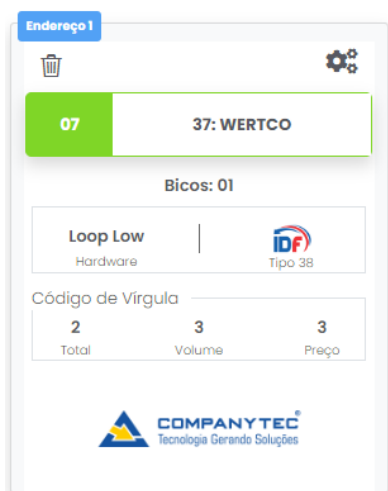 Endereço 1
07 37: WERTCO
Bicos: 01
Loop Low
Hardware
iDF
Tipo 38
Código de Vírgula
2 3 3
Total Volume Preço
COMPANYTEC
Tecnologia Gerando Soluções